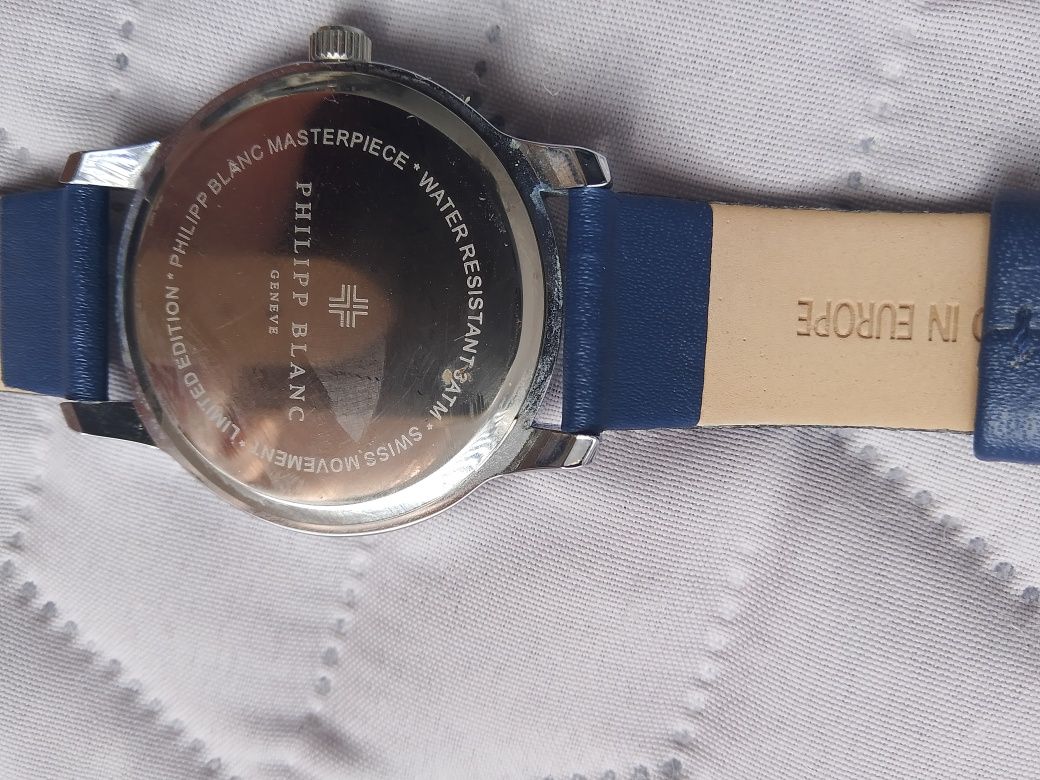 PHILIPP BLANC MASTERPIECE * WATER RESISTANT 3ATM * SWISS MOVEMENT * LIMITED EDITION *
PHILIPP BLANC
GENEVE
IN EUROPE